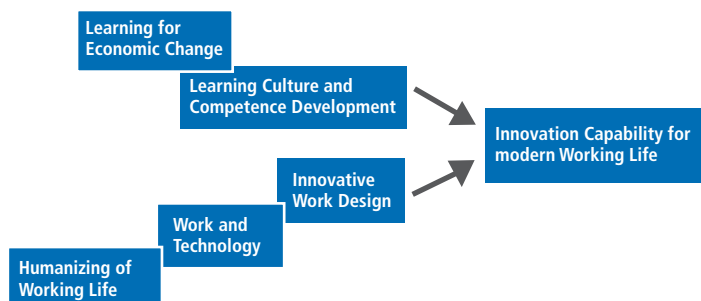 Learning for
Economic Change
Learning Culture and
Competence Development
Innovation Capability for
modern Working Life
Innovative
Work Design
Work and
Technology
Humanizing of
Working Life